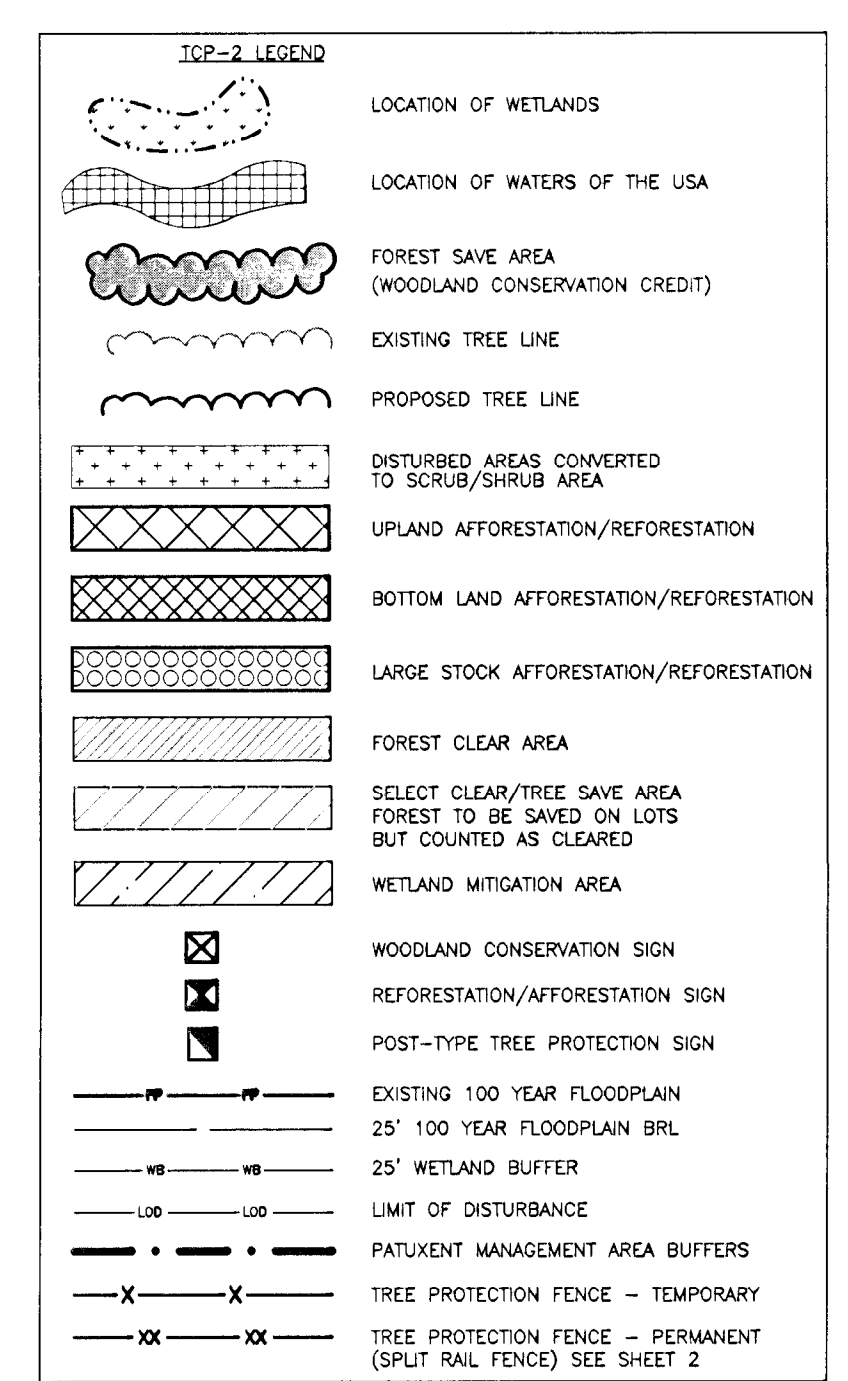 TCP-2 LEGEND
LOCATION OF WETLANDS
LOCATION OF WATERS OF THE USA
FOREST SAVE AREA
(WOODLAND CONSERVATION CREDIT)
EXISTING TREE LINE
PROPOSED TREE LINE
DISTURBED AREAS CONVERTED
TO SCRUB/SHRUB AREA
UPLAND AFFORESTATION/REFORESTATION
BOTTOM LAND AFFORESTATION/REFORESTATION
LARGE STOCK AFFORESTATION/REFORESTATION
FOREST CLEAR AREA
SELECT CLEAR/TREE SAVE AREA
FOREST TO BE SAVED ON LOTS
BUT COUNTED AS CLEARED
WETLAND MITIGATION AREA
WOODLAND CONSERVATION SIGN
REFORESTATION/AFFORESTATION SIGN
POST-TYPE TREE PROTECTION SIGN
EXISTING 100 YEAR FLOODPLAIN
25' 100 YEAR FLOODPLAIN BRL
WB WB 25' WETLAND BUFFER
LOD LOD LIMIT OF DISTURBANCE
PATUXENT MANAGEMENT AREA BUFFERS
X X TREE PROTECTION FENCE - TEMPORARY
XX XX TREE PROTECTION FENCE - PERMANENT
(SPLIT RAIL FENCE) SEE SHEET 2